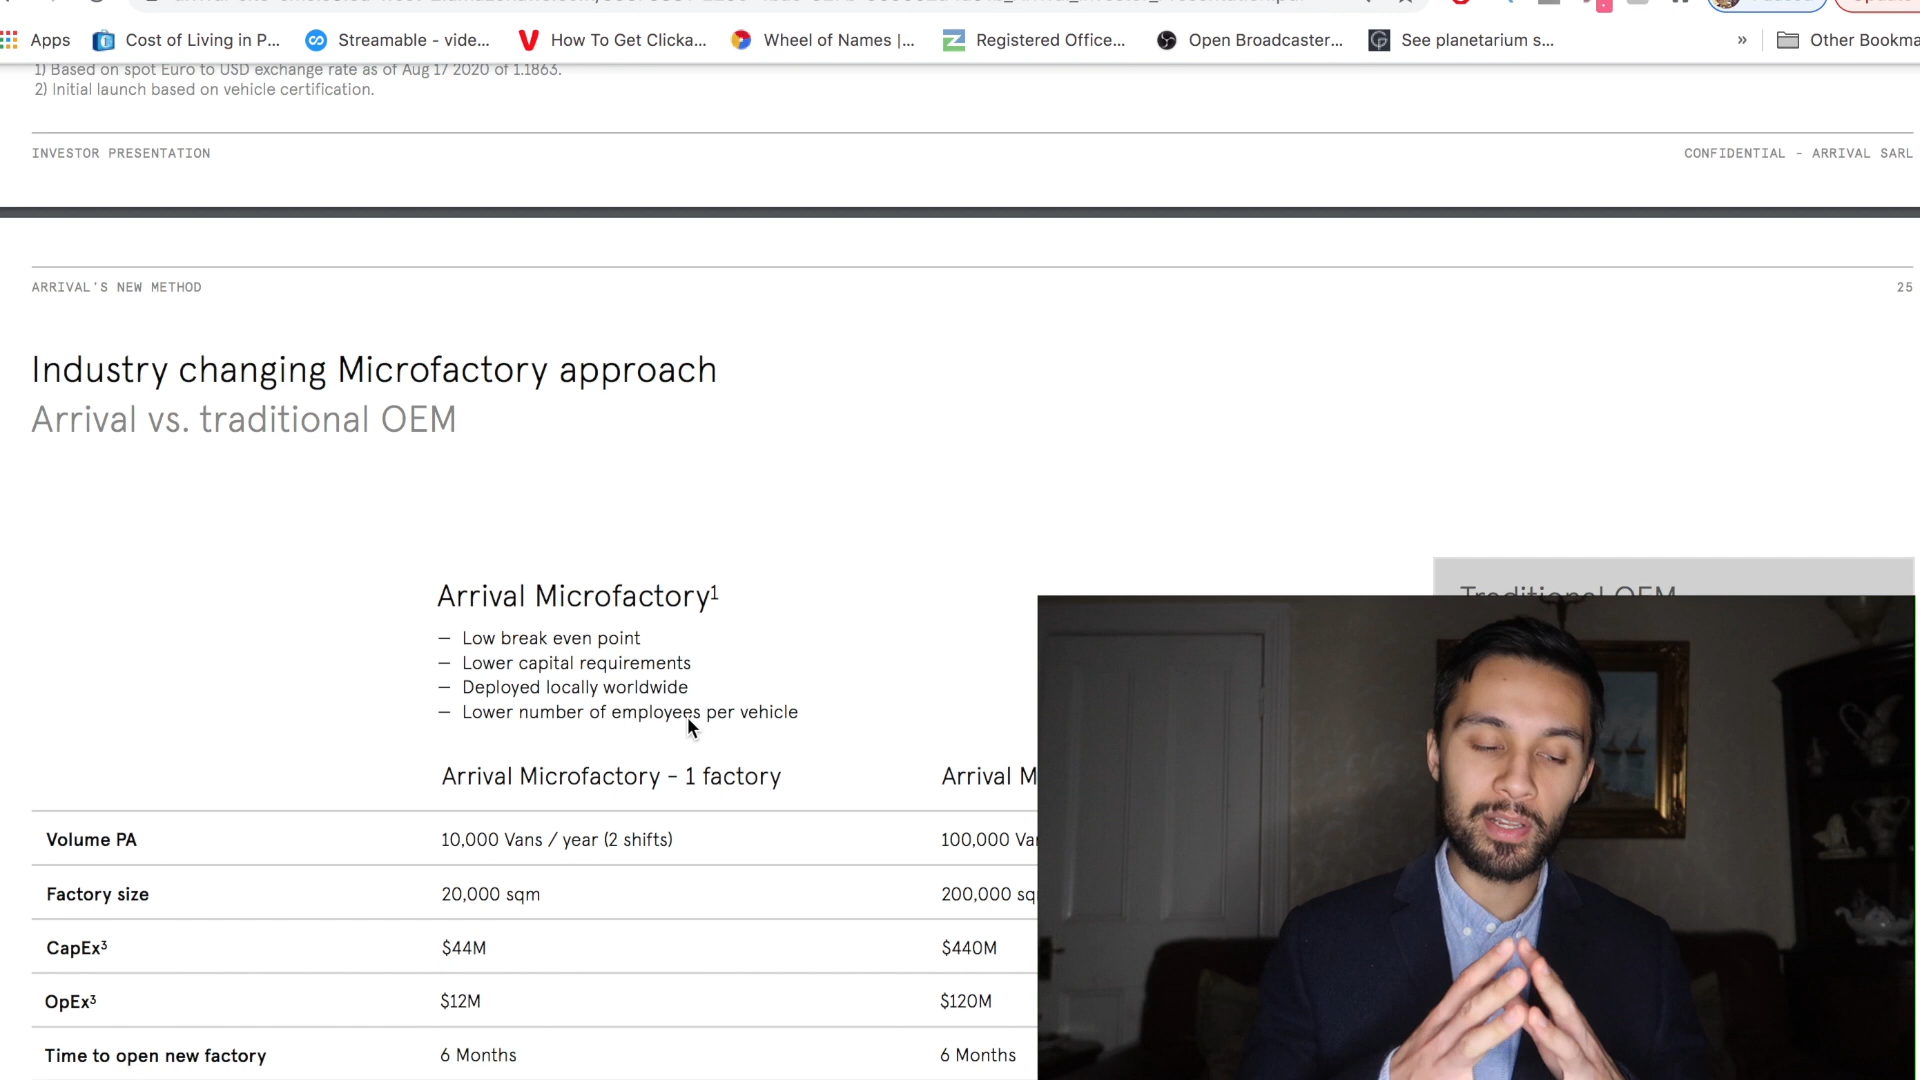 Apps Cost of Living in P... Streamable - vide... How To Get Clicka... Wheel of Names |... Registered Office... Open Broadcaster... See planetarium s... » Other Bookma
1) Based on spot Euro to USD exchange rate as of Aug 17 2020 of 1.1863.
2) Initial launch based on vehicle certification.
INVESTOR PRESENTATION CONFIDENTIAL - ARRIVAL SARL
ARRIVAL'S NEW METHOD 25
Industry changing Microfactory approach
Arrival vs. traditional OEM
Arrival Microfactory¹ Traditional OEM
— Low break even point
— Lower capital requirements
— Deployed locally worldwide
— Lower number of employees per vehicle
Arrival Microfactory - 1 factory Arrival M
Volume PA 10,000 Vans / year (2 shifts) 100,000 Va
Factory size 20,000 sqm 200,000 sq
CapEx³ $44M $440M
OpEx³ $12M $120M
Time to open new factory 6 Months 6 Months